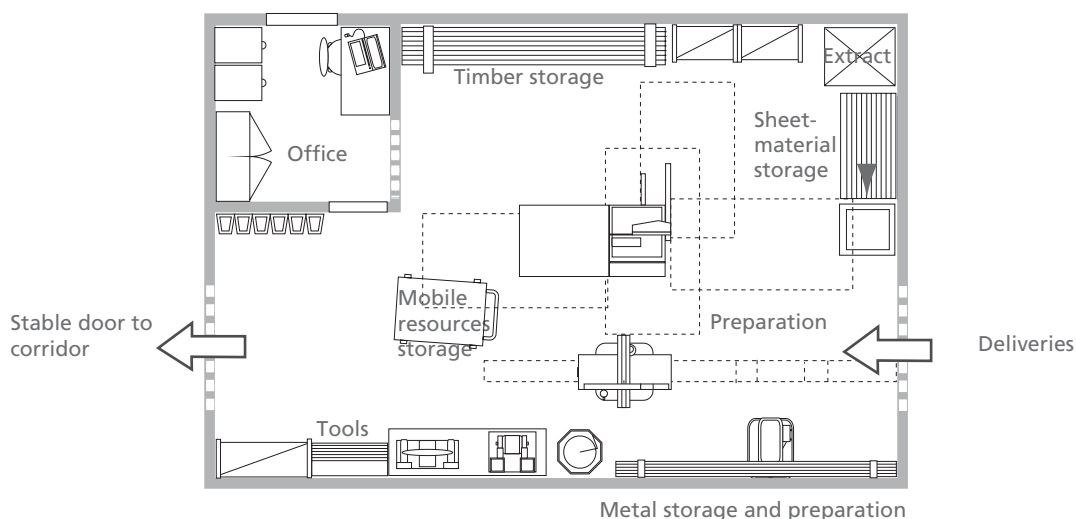 Extract
Timber storage
Sheet-
material
storage
Office
Mobile
resources
storage
Preparation
Stable door to
corridor
Deliveries
Tools
Metal storage and preparation